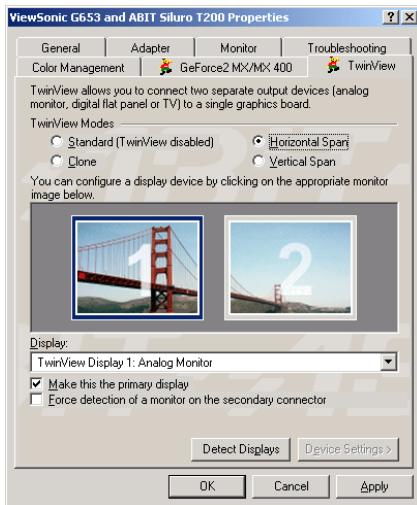 ViewSonic G653 and ABIT Siluro T200 Properties
General Adapter Monitor Troubleshooting
Color Management GeForce2 MX/MX 400 TwinView
TwinView allows you to connect two separate output devices (analog
monitor, digital flat panel or TV) to a single graphics board.
TwinView Modes
Standard (TwinView disabled) Horizontal Span
Clone Vertical Span
You can configure a display device by clicking on the appropriate monitor
image below.
1 2
Display:
TwinView Display 1: Analog Monitor
Make this the primary display
Force detection of a monitor on the secondary connector
Detect Displays Device Settings >
OK Cancel Apply